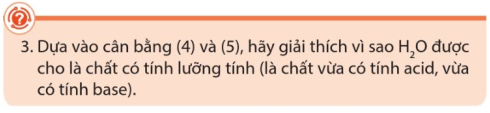 3. Dựa vào cân bằng (4) và (5), hãy giải thích vì sao H₂O được
cho là chất có tính lưỡng tính (là chất vừa có tính acid, vừa
có tính base).